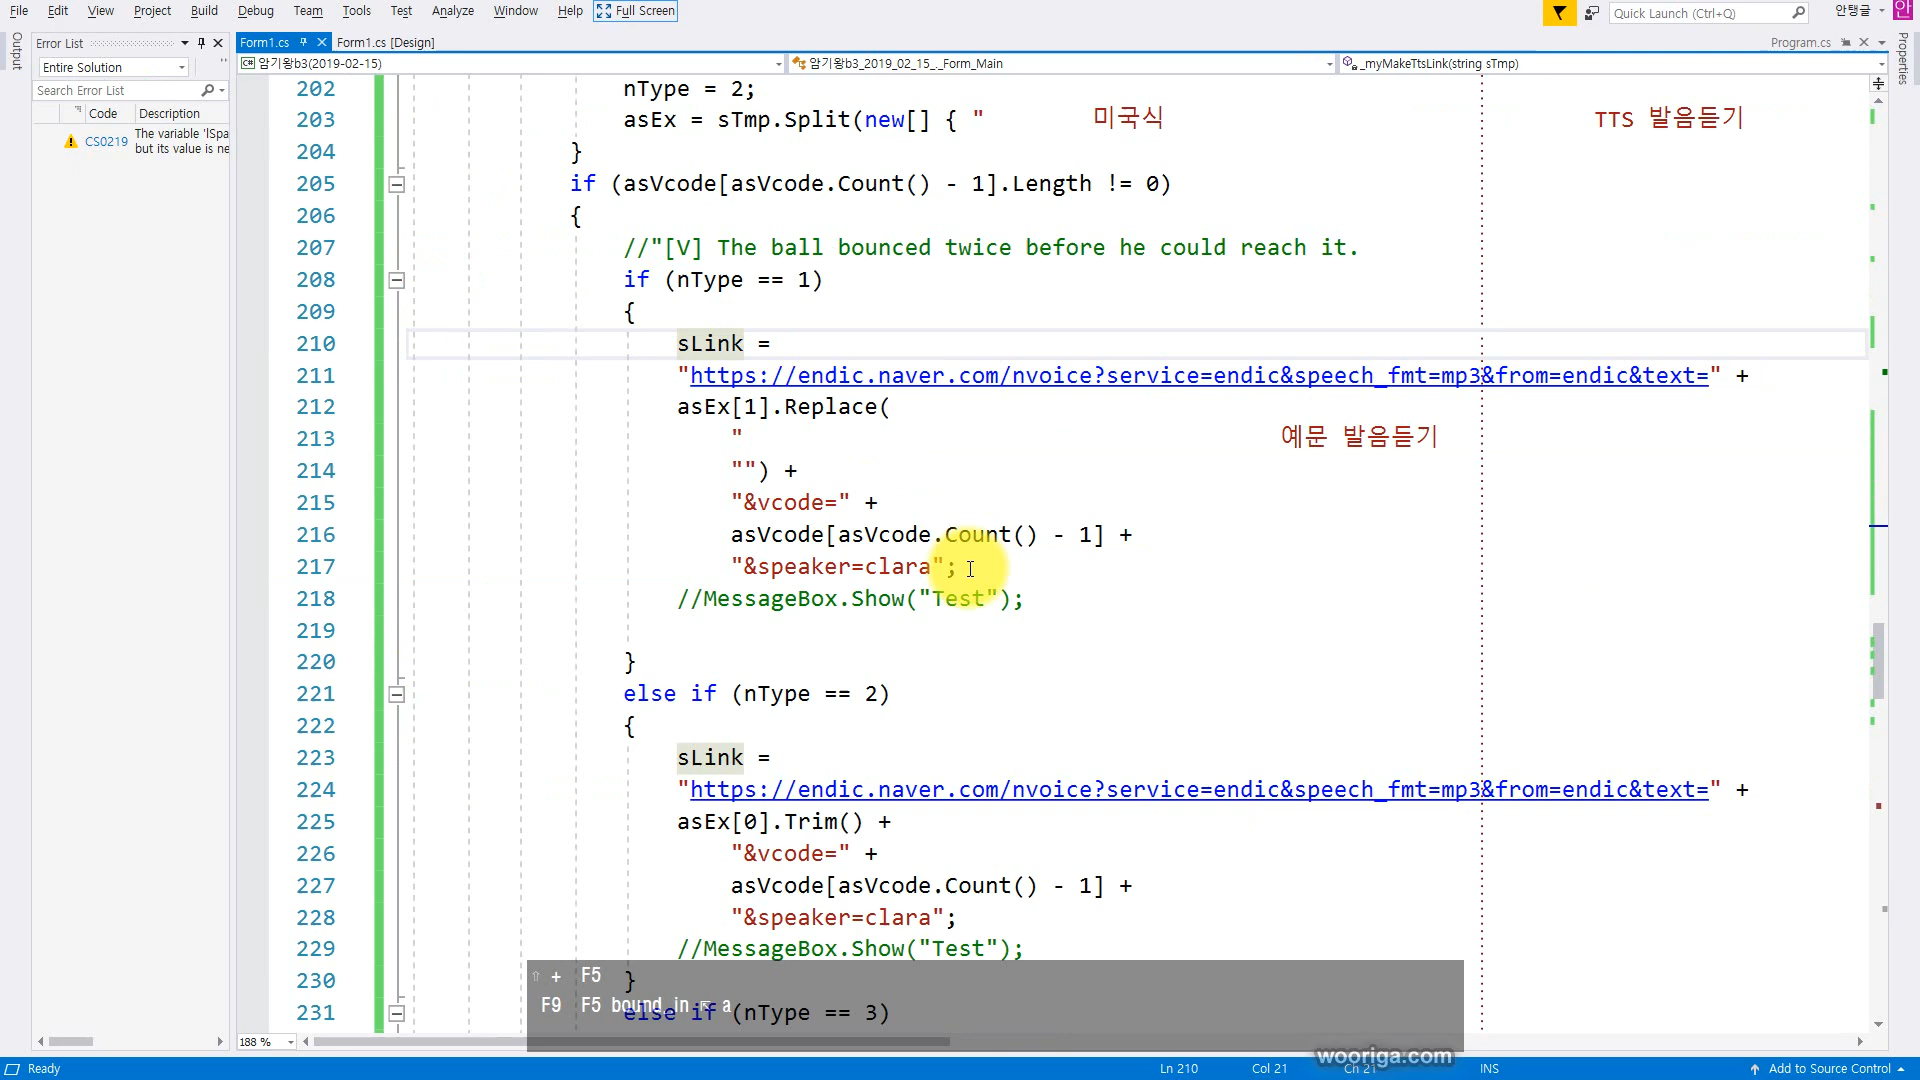 File Edit View Project Build Debug Team Tools Test Analyze Window Help Full Screen
Quick Launch (Ctrl+Q)
안탱글
안
Output
Error List
Form1.cs
Form1.cs [Design]
Program.cs
Properties
Entire Solution
C# 암기왕b3(2019-02-15)
암기왕b3_2019_02_15_._Form_Main
_myMakeTtsLink(string sTmp)
Search Error List
Code Description
CS0219 The variable 'lSpa
but its value is ne
202 nType = 2;
203 asEx = sTmp.Split(new[] { " 미국식 TTS 발음듣기
204 }
205 if (asVcode[asVcode.Count() - 1].Length != 0)
206 {
207 //"[V] The ball bounced twice before he could reach it.
208 if (nType == 1)
209 {
210 sLink =
211 "https://endic.naver.com/nvoice?service=endic&speech_fmt=mp3&from=endic&text=" +
212 asEx[1].Replace(
213 " 예문 발음듣기
214 "") +
215 "&vcode=" +
216 asVcode[asVcode.Count() - 1] +
217 "&speaker=clara";
218 //MessageBox.Show("Test");
219
220 }
221 else if (nType == 2)
222 {
223 sLink =
224 "https://endic.naver.com/nvoice?service=endic&speech_fmt=mp3&from=endic&text=" +
225 asEx[0].Trim() +
226 "&vcode=" +
227 asVcode[asVcode.Count() - 1] +
228 "&speaker=clara";
229 //MessageBox.Show("Test");
230 }
231 else if (nType == 3)
⇧ + F5
F9 F5 bound_in a
188 %
wooriga.com
Ready
Ln 210 Col 21 Ch 21 INS
Add to Source Control